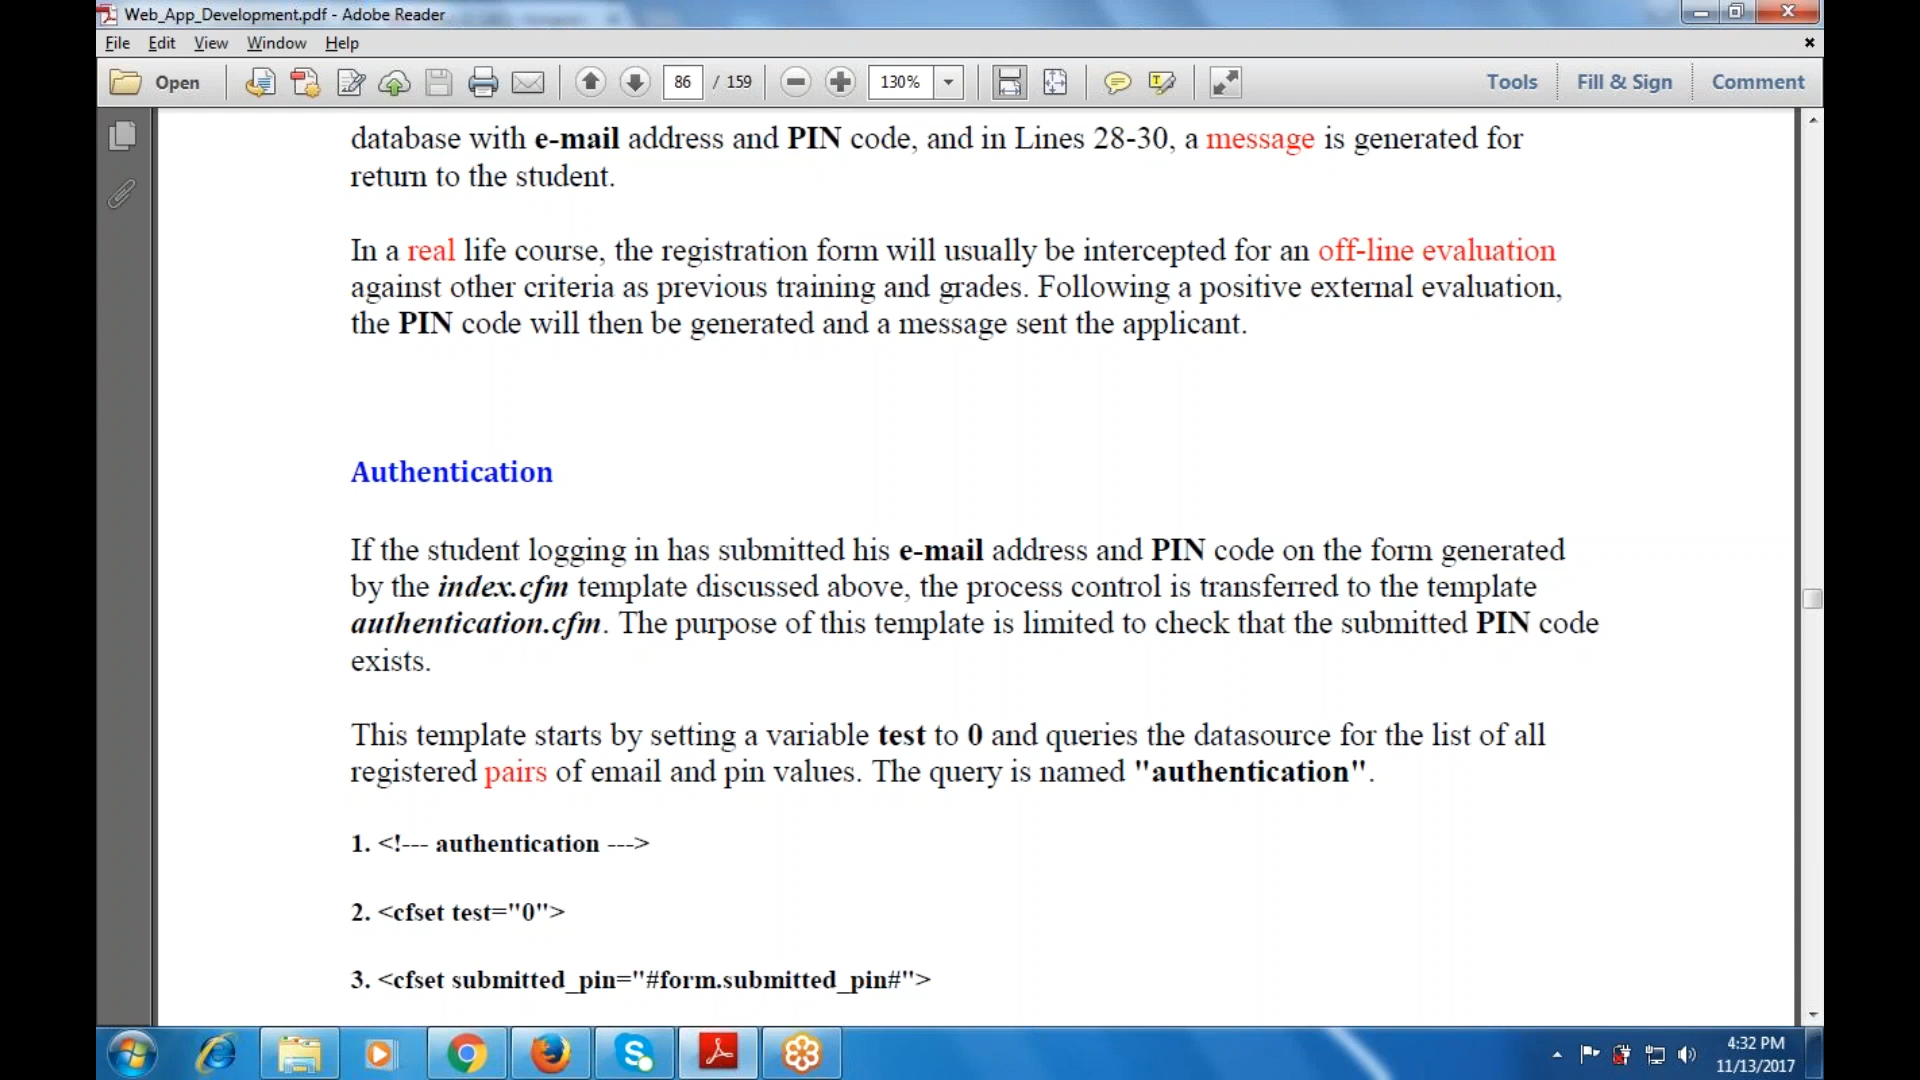 Web_App_Development.pdf - Adobe Reader
File Edit View Window Help
Open 86 / 159 130% Tools Fill & Sign Comment
database with e-mail address and PIN code, and in Lines 28-30, a message is generated for
return to the student.
In a real life course, the registration form will usually be intercepted for an off-line evaluation
against other criteria as previous training and grades. Following a positive external evaluation,
the PIN code will then be generated and a message sent the applicant.
Authentication
If the student logging in has submitted his e-mail address and PIN code on the form generated
by the index.cfm template discussed above, the process control is transferred to the template
authentication.cfm. The purpose of this template is limited to check that the submitted PIN code
exists.
This template starts by setting a variable test to 0 and queries the datasource for the list of all
registered pairs of email and pin values. The query is named "authentication".
1. <!--- authentication --->
2. <cfset test="0">
3. <cfset submitted_pin="#form.submitted_pin#">
4:32 PM
11/13/2017